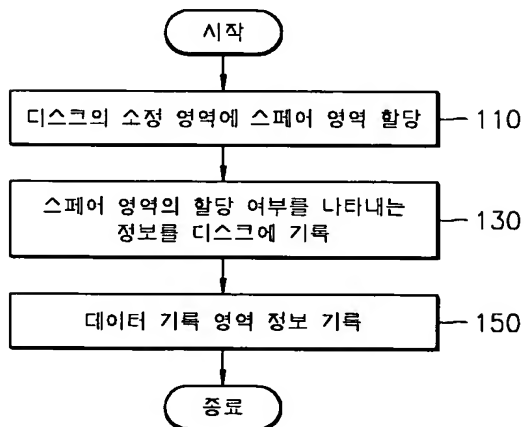 시작
디스크의 소정 영역에 스페어 영역 할당
110
스페어 영역의 할당 여부를 나타내는
정보를 디스크에 기록
130
데이터 기록 영역 정보 기록
150
종료